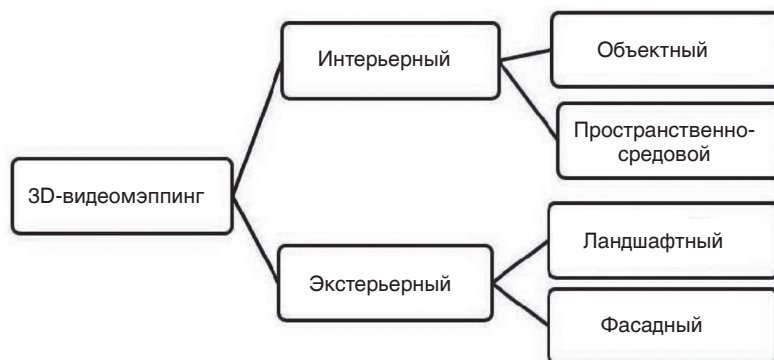 Интерьерный
Объектный
Пространственно-
средовой
3D-видеомэппинг
Экстерьерный
Ландшафтный
Фасадный